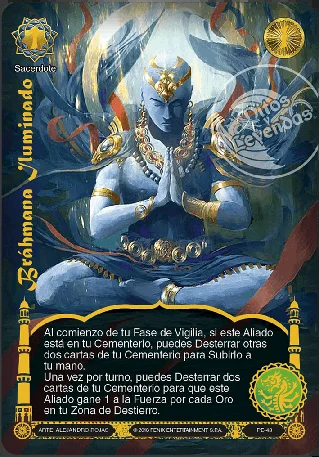 Sacerdote
Mitos
y
Leyendas
Bráhmana Iluminado
Al comienzo de tu Fase de Vigilia, si este Aliado
está en tu Cementerio, puedes Desterrar otras
dos cartas de tu Cementerio para Subirlo a
tu mano.
Una vez por turno, puedes Desterrar dos
cartas de tu Cementerio para que este
Aliado gane 1 a la Fuerza por cada Oro
en tu Zona de Destierro.
ARTE: ALEJANDRO ROJAS